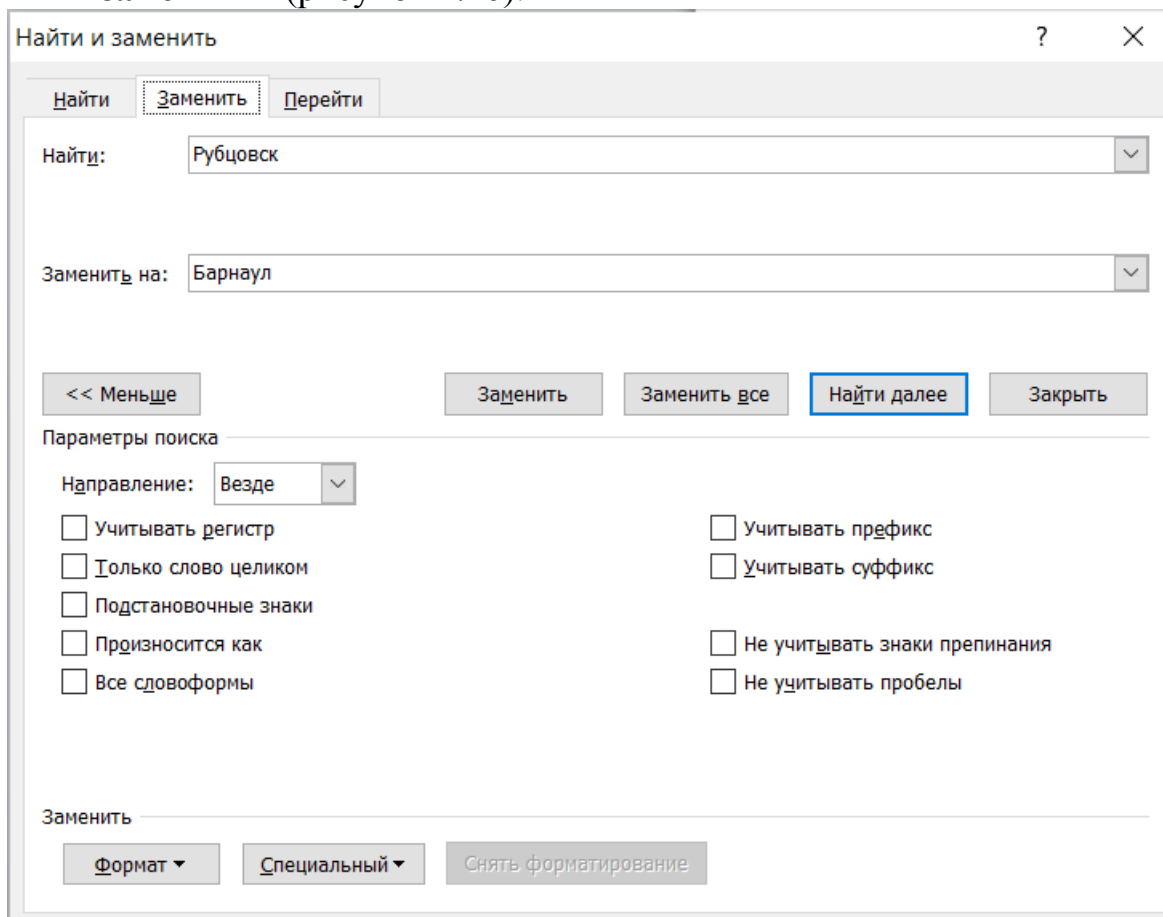 Найти и заменить ?
Найти Заменить Перейти
Найти: Рубцовск
Заменить на: Барнаул
<< Меньше Заменить Заменить все Найти далее Закрыть
Параметры поиска
Направление: Везде
Учитывать регистр Учитывать префикс
Только слово целиком Учитывать суффикс
Подстановочные знаки
Произносится как Не учитывать знаки препинания
Все словоформы Не учитывать пробелы
Заменить
Формат Специальный Снять форматирование